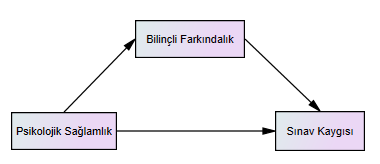 Bilinçli Farkındalık
Psikolojik Sağlamlık
Sınav Kaygısı